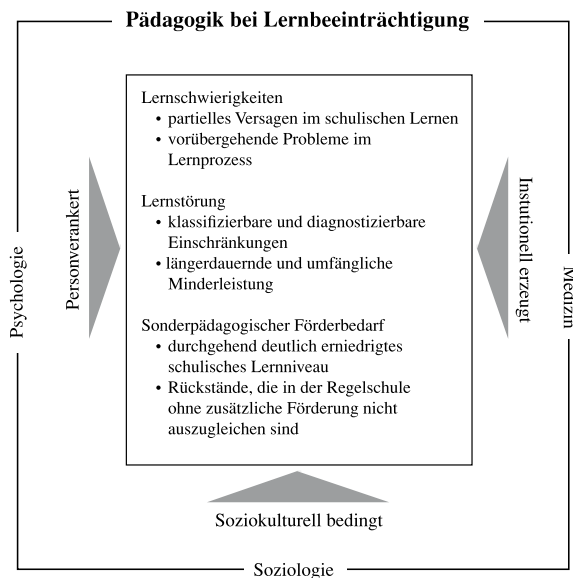 Pädagogik bei Lernbeeinträchtigung
Lernschwierigkeiten
• partielles Versagen im schulischen Lernen
• vorübergehende Probleme im
Lernprozess
Lernstörung
• klassifizierbare und diagnostizierbare
Einschränkungen
• längerdauernde und umfängliche
Minderleistung
Sonderpädagogischer Förderbedarf
• durchgehend deutlich erniedrigtes
schulisches Lernniveau
• Rückstände, die in der Regelschule
ohne zusätzliche Förderung nicht
auszugleichen sind
Psychologie
Personverankert
Instutionell erzeugt
Medizin
Soziokulturell bedingt
Soziologie